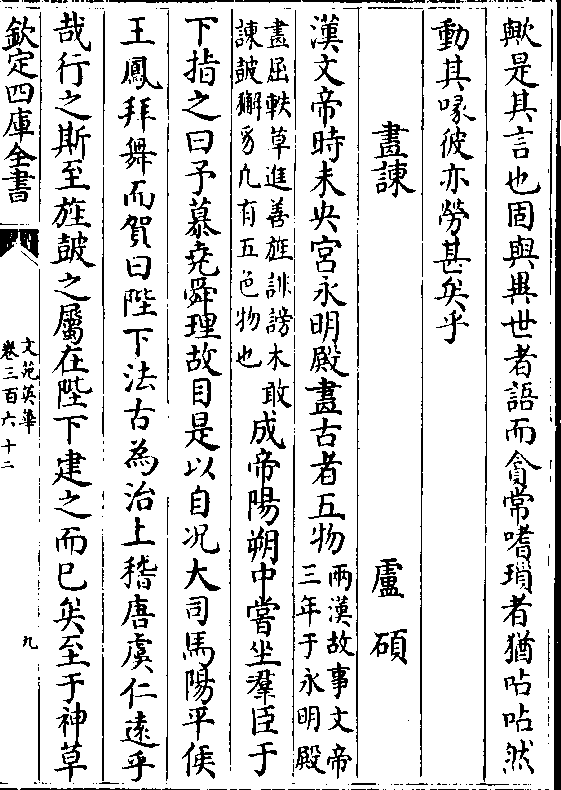 歟是其言也固與異世者語而貪常嗜瑣者猶呫呫然
動其喙彼亦勞甚矣乎
畫諫 盧碩
漢文帝時未央宮永明殿畫古者五物兩漢故事文帝三年于永明殿
畫屈軼草進善旌誹謗木敢諫皷獬豸凡有五色物也成帝陽朔中嘗坐羣臣于
下指之曰予慕堯舜理故目是以自况大司馬陽平侯
王鳳拜舞而賀曰陛下法古為治上稽唐虞仁遠乎
哉行之斯至旌皷之屬在陛下建之而已矣至于神草
欽定四庫全書
文苑英華
卷三百六十二
九